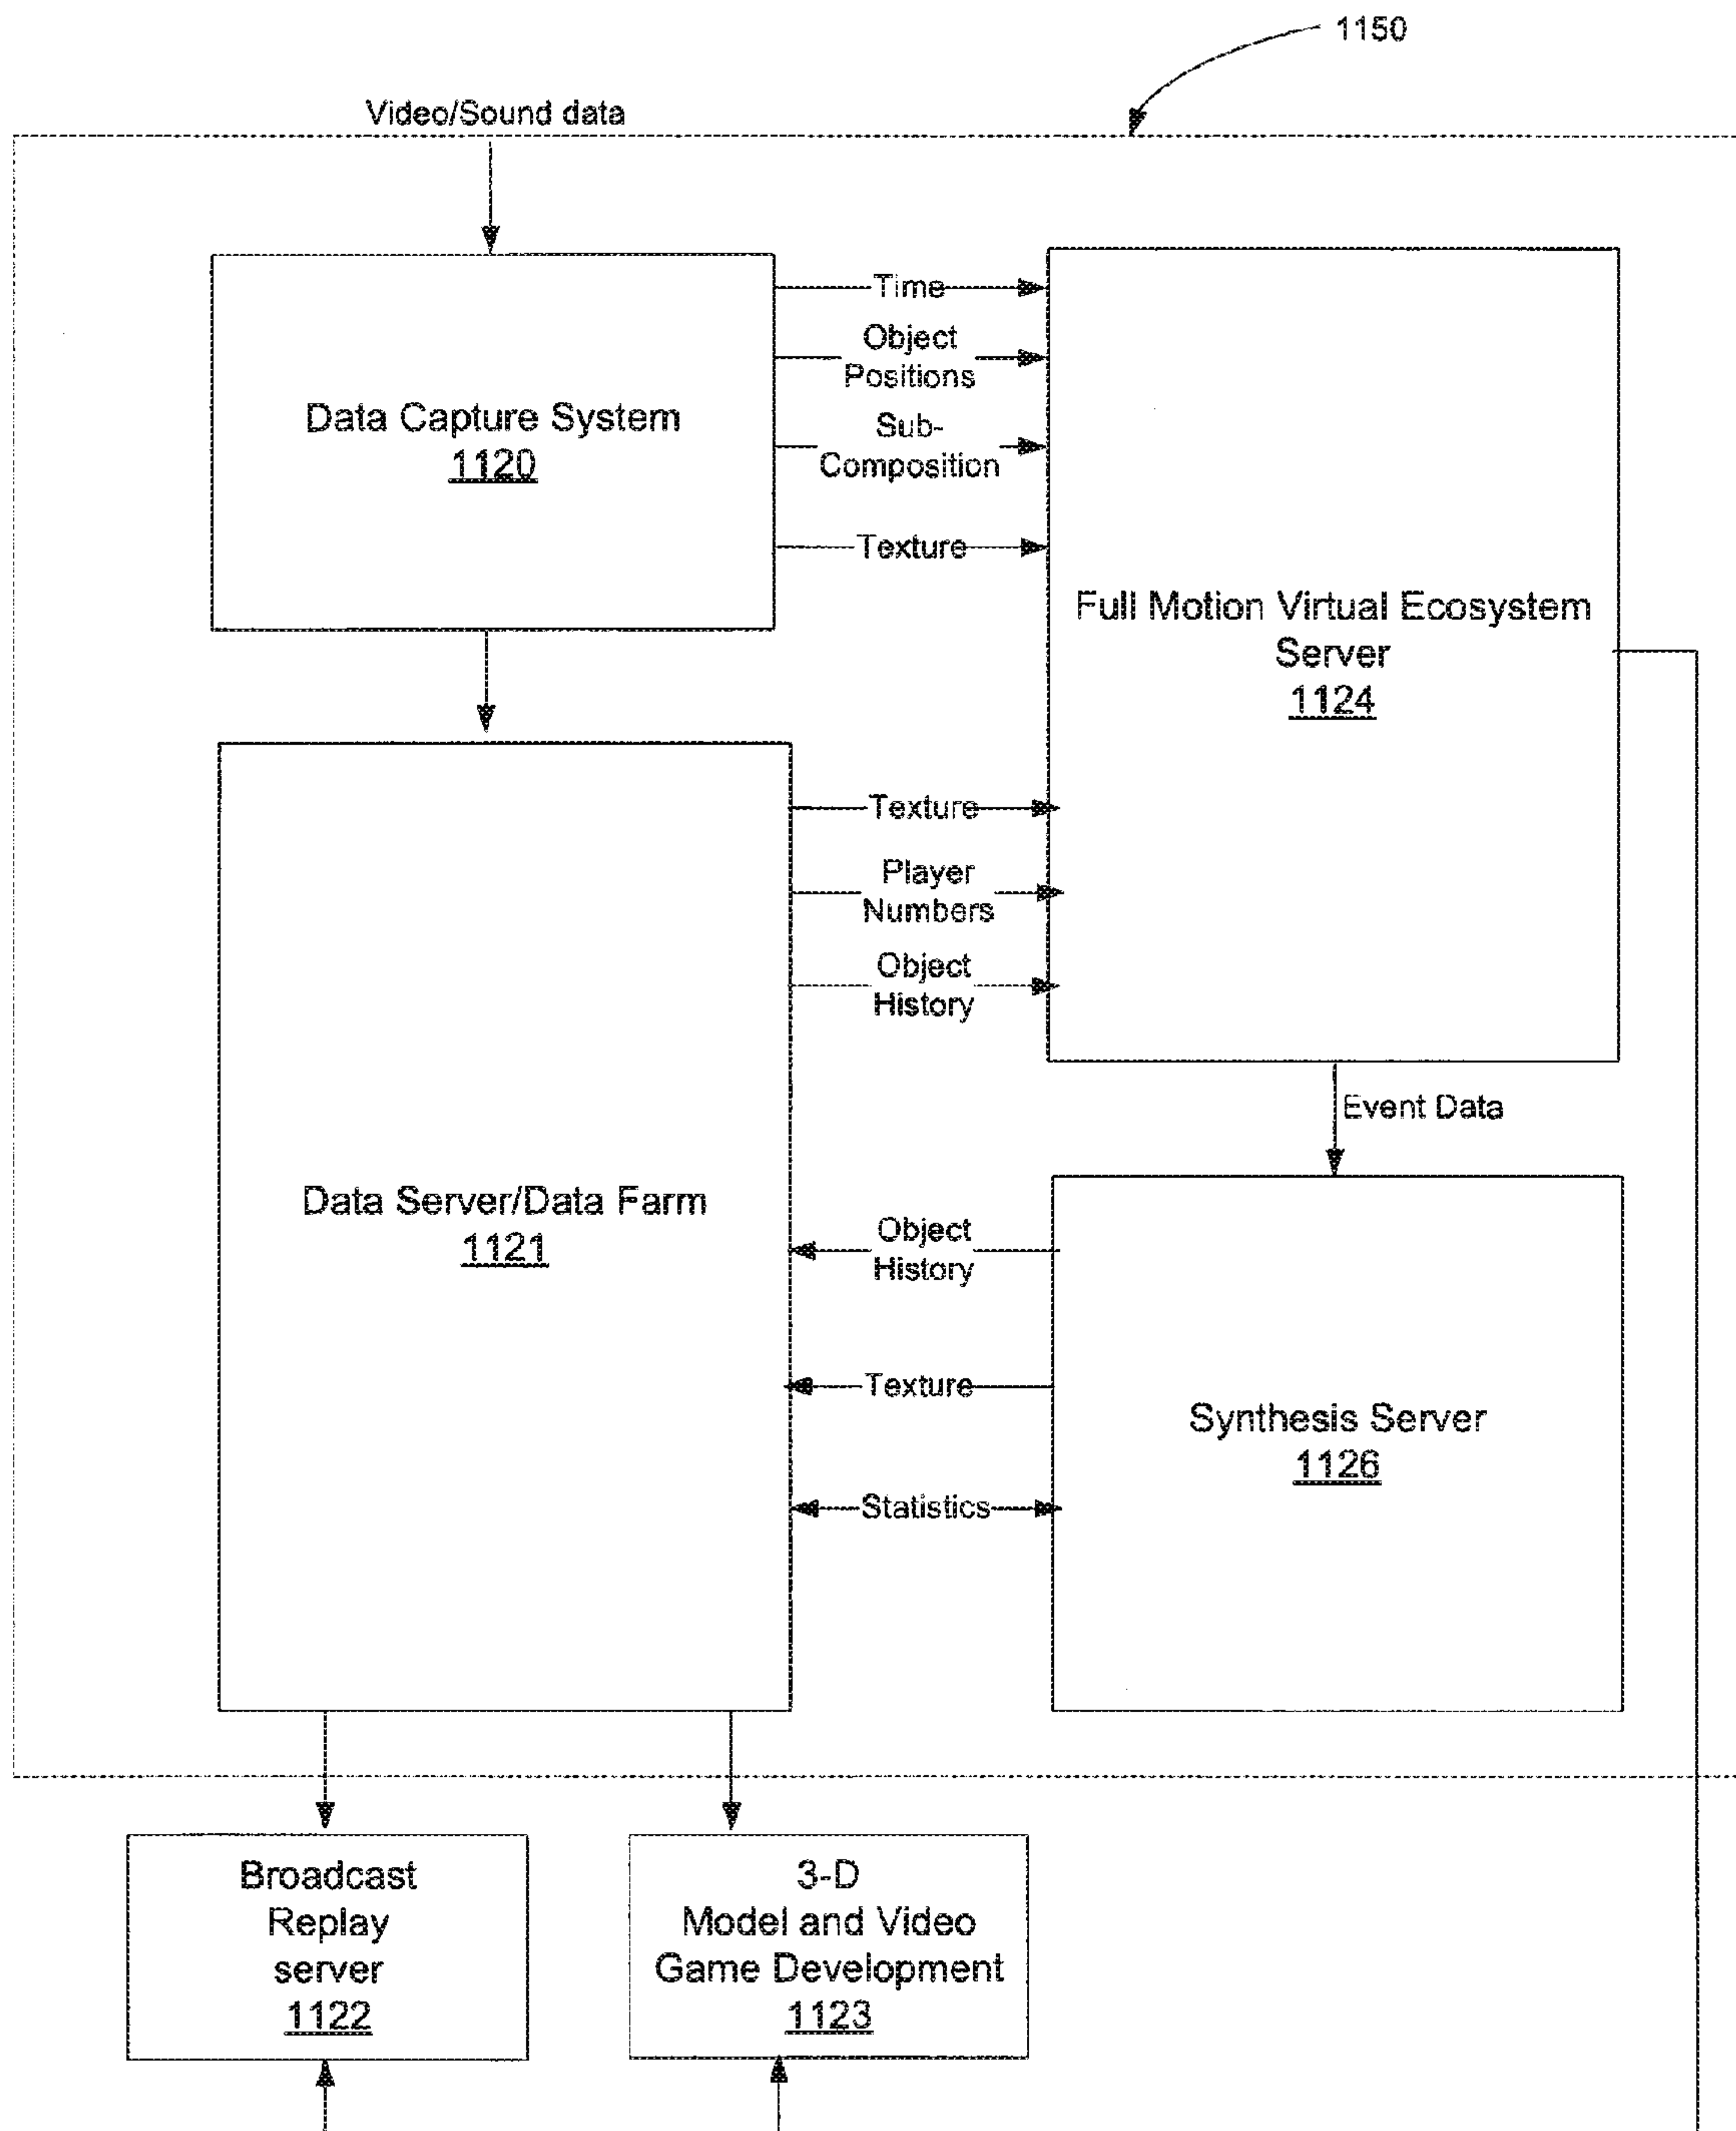 1150
Video/Sound data
Data Capture System
1120
Time
Object
Positions
Sub-
Composition
Texture
Full Motion Virtual Ecosystem
Server
1124
Texture
Player
Numbers
Object
History
Event Data
Data Server/Data Farm
1121
Object
History
Texture
Statistics
Synthesis Server
1126
Broadcast
Replay
server
1122
3-D
Model and Video
Game Development
1123